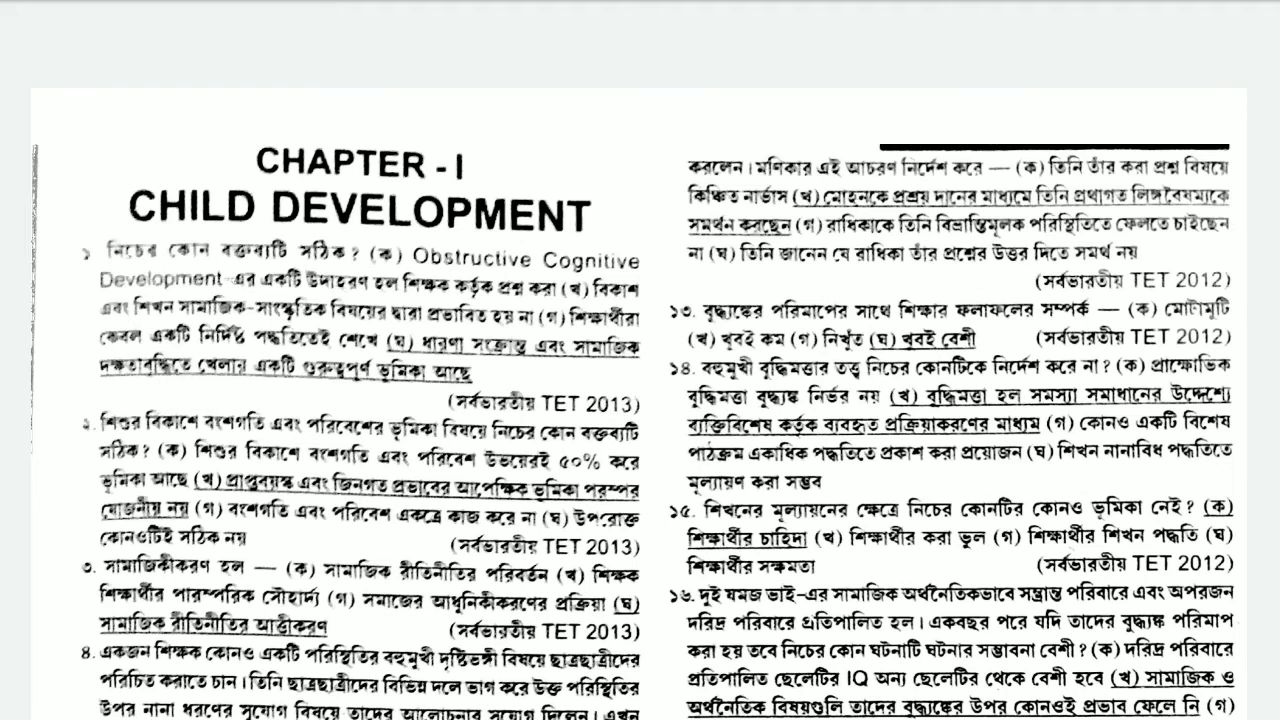 CHAPTER - I
CHILD DEVELOPMENT
১ নিচের কোন বক্তব্যটি সঠিক? (ক) Obstructive Cognitive
Development-এর একটি উদাহরণ হল শিক্ষক কর্তৃক প্রশ্ন করা (খ) বিকাশ
এবং শিখন সামাজিক-সাংস্কৃতিক বিষয়ের দ্বারা প্রভাবিত হয় না (গ) শিক্ষার্থীরা
কেবল একটি নির্দিষ্ট পদ্ধতিতেই শেখে (ঘ) ধারণা সংক্রান্ত এবং সামাজিক
দক্ষতাবৃদ্ধিতে খেলার একটি গুরুত্বপূর্ণ ভূমিকা আছে
(সর্বভারতীয় TET 2013)
২. শিশুর বিকাশে বংশগতি এবং পরিবেশের ভূমিকা বিষয়ে নিচের কোন বক্তব্যটি
সঠিক? (ক) শিশুর বিকাশে বংশগতি এবং পরিবেশ উভয়েরই ৫০% করে
ভূমিকা আছে (খ) প্রাপ্তবয়স্ক এবং জিনগত প্রভাবের আপেক্ষিক ভূমিকা পরস্পর
যোজনীয় নয় (গ) বংশগতি এবং পরিবেশ একত্রে কাজ করে না (ঘ) উপরোক্ত
কোনওটিই সঠিক নয় (সর্বভারতীয় TET 2013)
৩. সামাজিকীকরণ হল — (ক) সামাজিক রীতিনীতির পরিবর্তন (খ) শিক্ষক
শিক্ষার্থীর পারস্পরিক সৌহার্দ্য (গ) সমাজের আধুনিকীকরণের প্রক্রিয়া (ঘ)
সামাজিক রীতিনীতির আত্তীকরণ (সর্বভারতীয় TET 2013)
৪. একজন শিক্ষক কোনও একটি পরিস্থিতির বহুমুখী দৃষ্টিভঙ্গী বিষয়ে ছাত্রছাত্রীদের
পরিচিত করাতে চান। তিনি ছাত্রছাত্রীদের বিভিন্ন দলে ভাগ করে উক্ত পরিস্থিতির
উপর নানা ধরণের সুযোগ বিষয়ে তাদের আলোচনার সুযোগ দিলেন। এখন
করলেন। মণিকার এই আচরণ নির্দেশ করে — (ক) তিনি তাঁর করা প্রশ্ন বিষয়ে
কিঞ্চিত নার্ভাস (খ) মোহনকে প্রশ্রয় দানের মাধ্যমে তিনি প্রথাগত লিঙ্গবৈষম্যকে
সমর্থন করছেন (গ) রাধিকাকে তিনি বিভ্রান্তিমূলক পরিস্থিতিতে ফেলতে চাইছেন
না (ঘ) তিনি জানেন যে রাধিকা তাঁর প্রশ্নের উত্তর দিতে সমর্থ নয়
(সর্বভারতীয় TET 2012)
১৩. বুদ্ধ্যঙ্কের পরিমাপের সাথে শিক্ষার ফলাফলের সম্পর্ক — (ক) মোটামুটি
(খ) খুবই কম (গ) নিখুঁত (ঘ) খুবই বেশী (সর্বভারতীয় TET 2012)
১৪. বহুমুখী বুদ্ধিমত্তার তত্ত্ব নিচের কোনটিকে নির্দেশ করে না? (ক) প্রাক্ষোভিক
বুদ্ধিমত্তা বুদ্ধ্যঙ্ক নির্ভর নয় (খ) বুদ্ধিমত্তা হল সমস্যা সমাধানের উদ্দেশ্যে
ব্যক্তিবিশেষ কর্তৃক ব্যবহৃত প্রক্রিয়াকরণের মাধ্যম (গ) কোনও একটি বিশেষ
পাঠক্রম একাধিক পদ্ধতিতে প্রকাশ করা প্রয়োজন (ঘ) শিখন নানাবিধ পদ্ধতিতে
মূল্যায়ণ করা সম্ভব
১৫. শিখনের মূল্যায়নের ক্ষেত্রে নিচের কোনটির কোনও ভূমিকা নেই? (ক)
শিক্ষার্থীর চাহিদা (খ) শিক্ষার্থীর করা ভুল (গ) শিক্ষার্থীর শিখন পদ্ধতি (ঘ)
শিক্ষার্থীর সক্ষমতা (সর্বভারতীয় TET 2012)
১৬. দুই যমজ ভাই-এর সামাজিক অর্থনৈতিকভাবে সম্ভ্রান্ত পরিবারে এবং অপরজন
দরিদ্র পরিবারে প্রতিপালিত হল। একবছর পরে যদি তাদের বুদ্ধ্যঙ্ক পরিমাপ
করা হয় তবে নিচের কোন ঘটনাটি ঘটনার সম্ভাবনা বেশী? (ক) দরিদ্র পরিবারে
প্রতিপালিত ছেলেটির IQ অন্য ছেলেটির থেকে বেশী হবে (খ) সামাজিক ও
অর্থনৈতিক বিষয়গুলি তাদের বুদ্ধ্যঙ্কের উপর কোনওই প্রভাব ফেলে নি (গ)